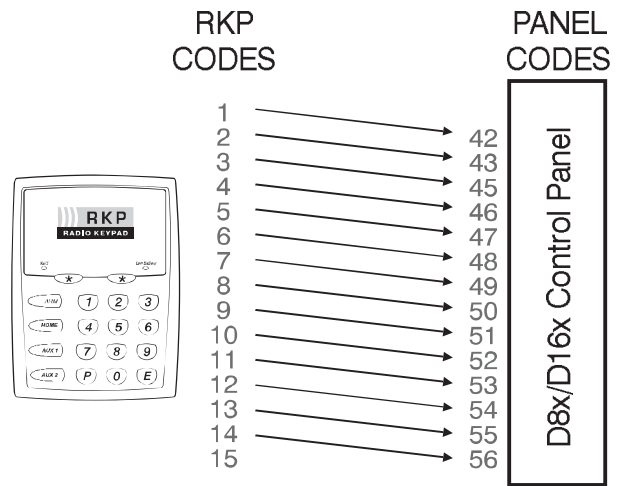 RKP
CODES
PANEL
CODES
1
2
3
4
5
6
7
8
9
10
11
12
13
14
15
42
43
45
46
47
48
49
50
51
52
53
54
55
56
D8x/D16x Control Panel
RKP
RADIO KEYPAD
* *
1 2 3
HOME 4 5 6
AUX 1 7 8 9
AUX 2 P 0 E